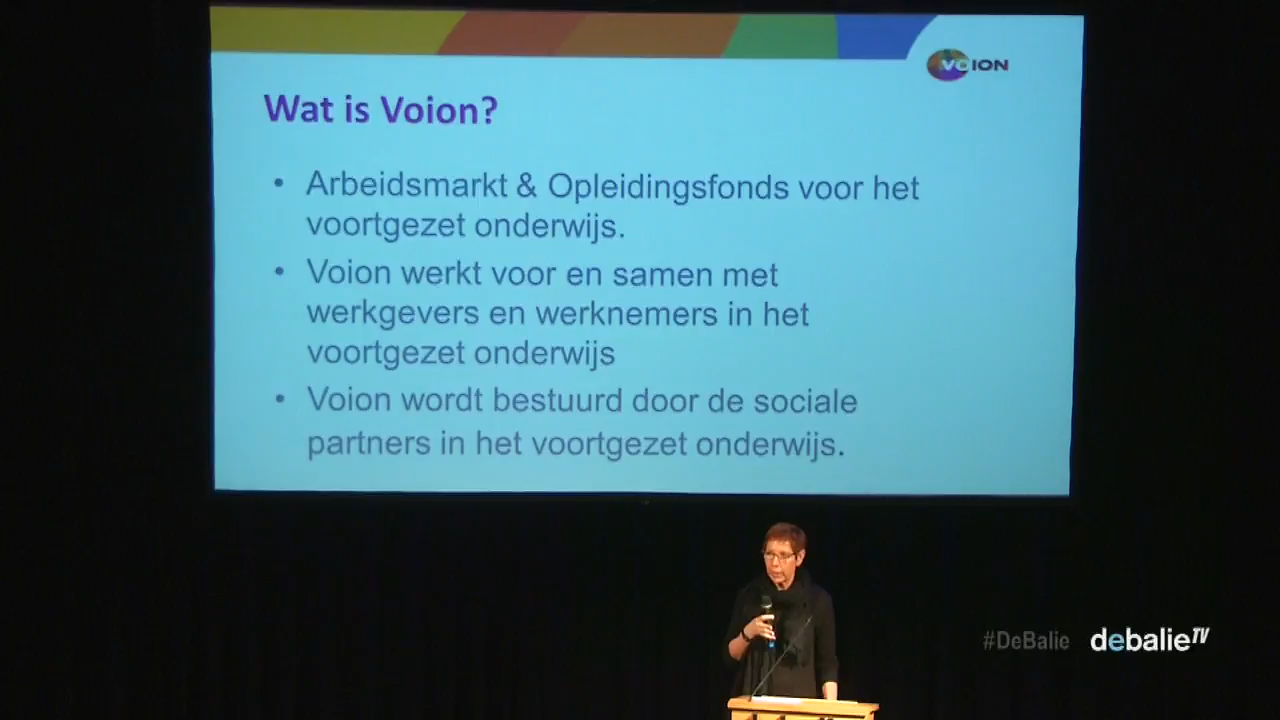 VOION
Wat is Voion?
• Arbeidsmarkt & Opleidingsfonds voor het
voortgezet onderwijs.
• Voion werkt voor en samen met
werkgevers en werknemers in het
voortgezet onderwijs
• Voion wordt bestuurd door de sociale
partners in het voortgezet onderwijs.
#DeBalie debalieTV